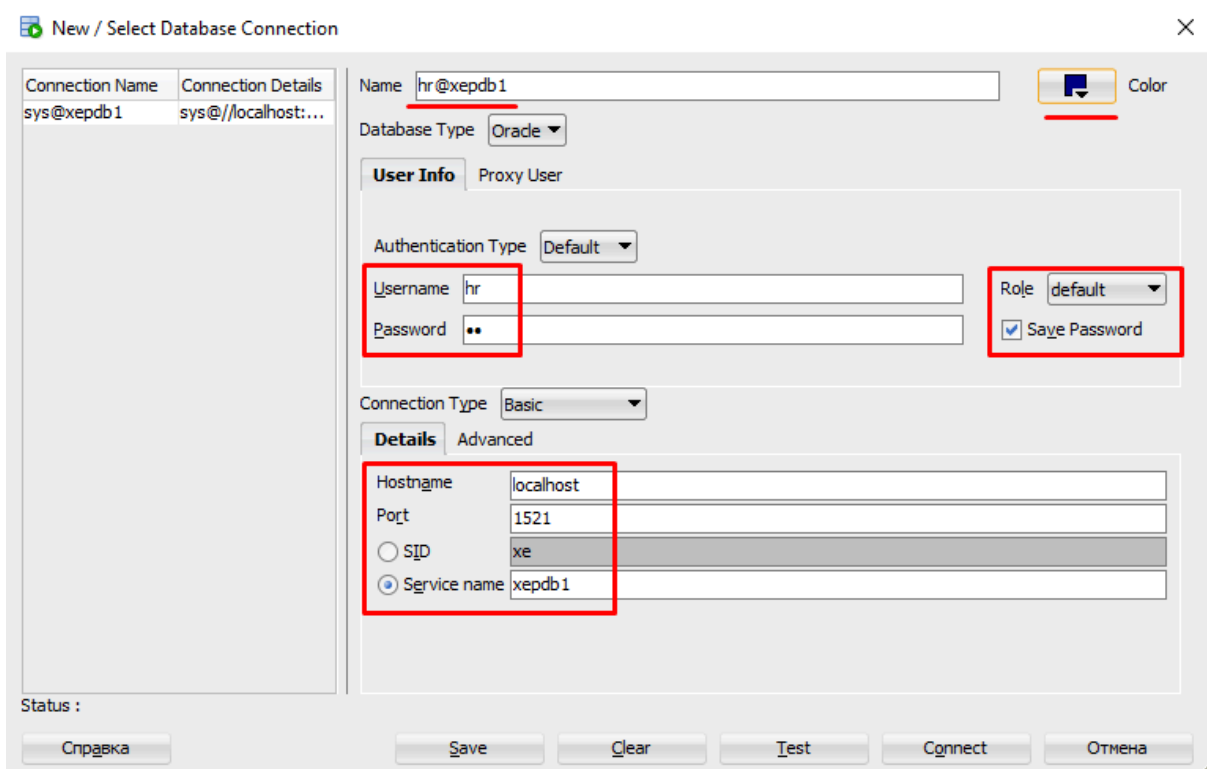 New / Select Database Connection
Connection Name Connection Details
sys@xepdb1 sys@//localhost:...
Name hr@xepdb1 Color
Database Type Oracle
User Info Proxy User
Authentication Type Default
Username hr Role default
Password •• Save Password
Connection Type Basic
Details Advanced
Hostname localhost
Port 1521
SID xe
Service name xepdb1
Status :
Справка Save Clear Test Connect Отмена